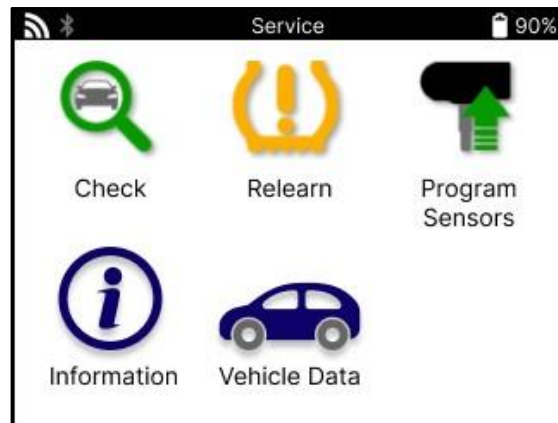 Service
90%
Check
Relearn
Program
Sensors
Information
Vehicle Data